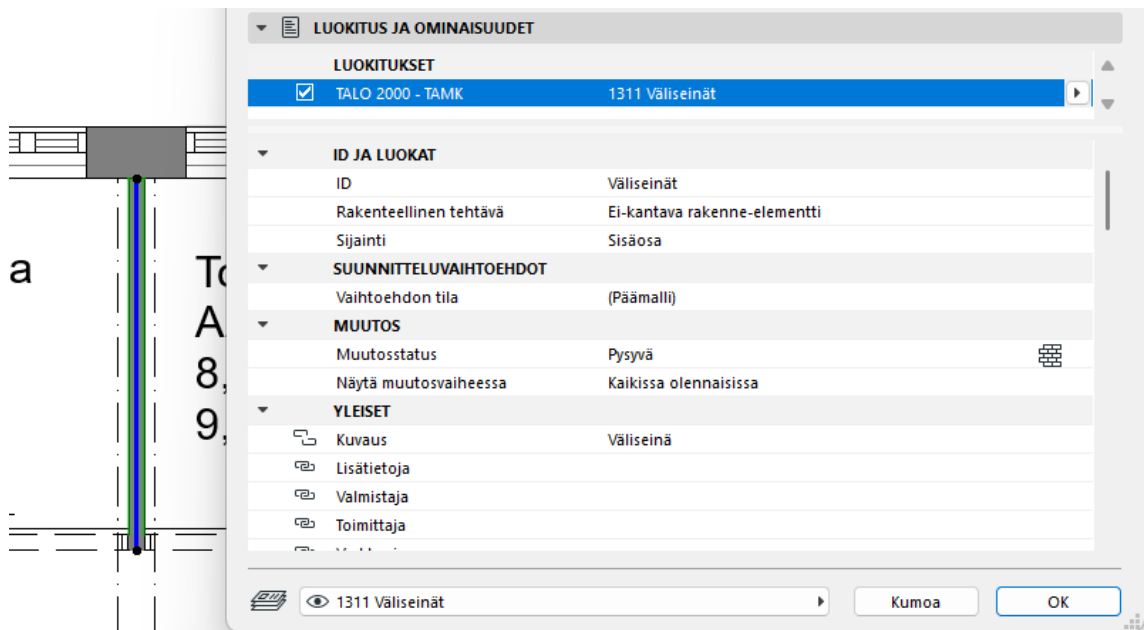 LUOKITUS JA OMINAISUUDET
LUOKITUKSET
TALO 2000 - TAMK 1311 Väliseinät
ID JA LUOKAT
ID Väliseinät
Rakenteellinen tehtävä Ei-kantava rakenne-elementti
Sijainti Sisäosa
SUUNNITTELUVAIHTOEHDOT
Vaihtoehdon tila (Päämalli)
MUUTOS
Muutosstatus Pysyvä
Näytä muutosvaiheessa Kaikissa olennaisissa
YLEISET
Kuvaus Väliseinä
Lisätietoja
Valmistaja
Toimittaja
1311 Väliseinät Kumoa OK
a
To
A
8,
9,